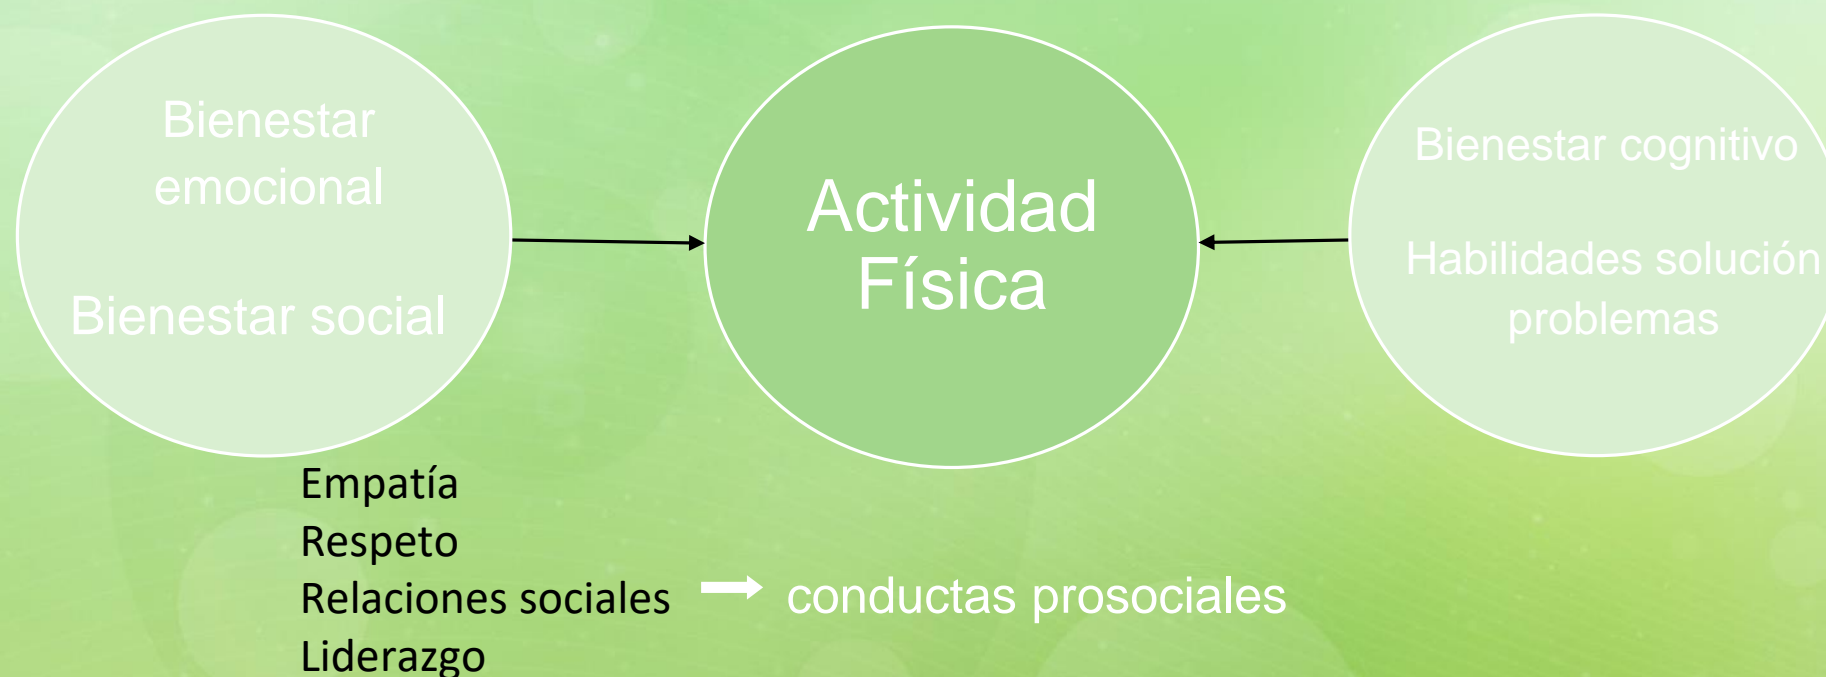 Bienestar
emocional
Bienestar social
Actividad
Física
Bienestar cognitivo
Habilidades solución
problemas
Empatía
Respeto
Relaciones sociales
conductas prosociales
Liderazgo